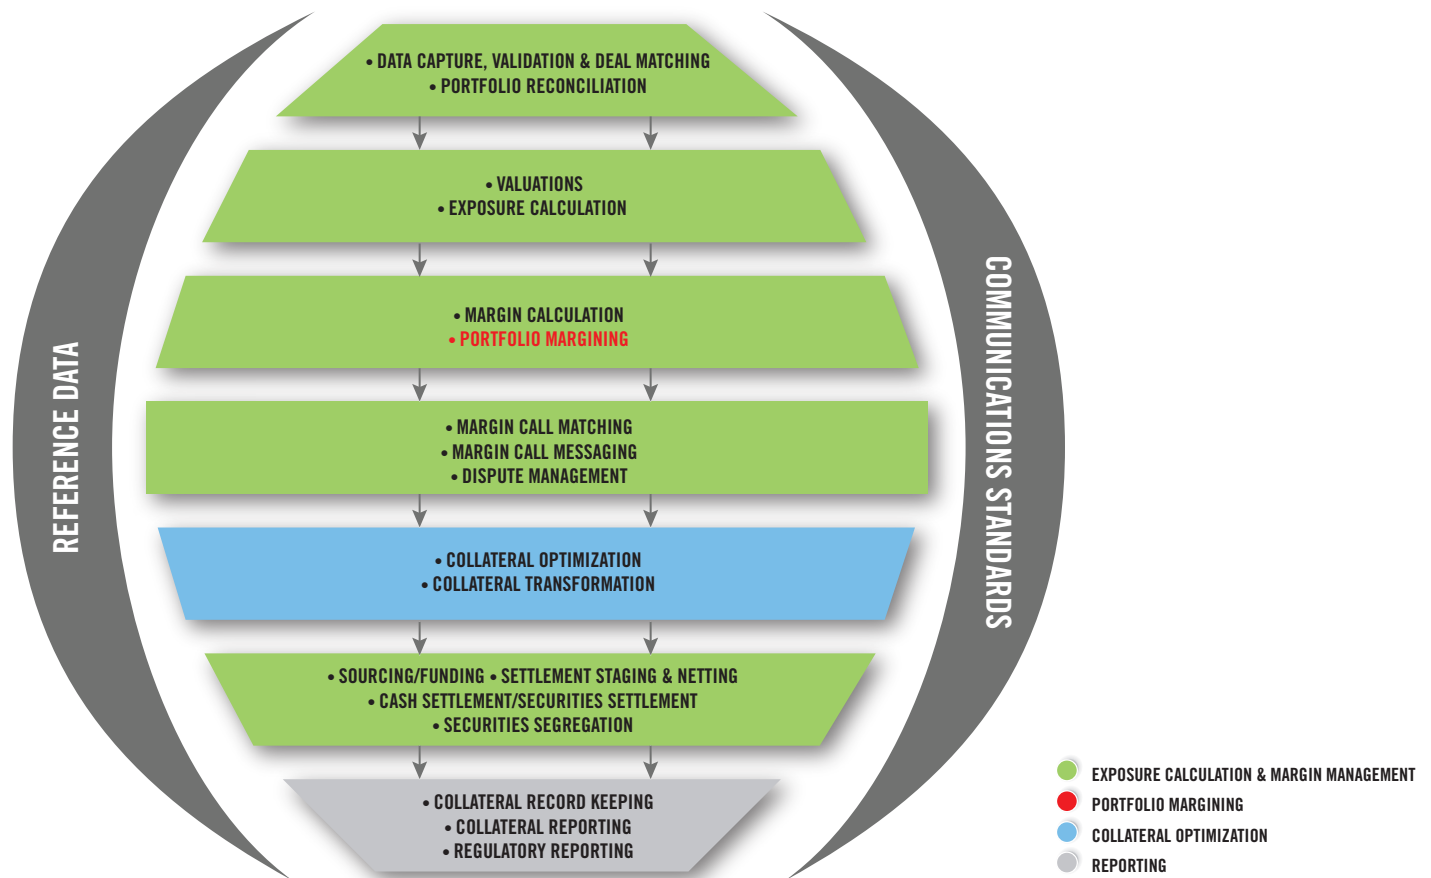 • DATA CAPTURE, VALIDATION & DEAL MATCHING
• PORTFOLIO RECONCILIATION
• VALUATIONS
• EXPOSURE CALCULATION
• MARGIN CALCULATION
• PORTFOLIO MARGINING
• MARGIN CALL MATCHING
• MARGIN CALL MESSAGING
• DISPUTE MANAGEMENT
• COLLATERAL OPTIMIZATION
• COLLATERAL TRANSFORMATION
• SOURCING/FUNDING • SETTLEMENT STAGING & NETTING
• CASH SETTLEMENT/SECURITIES SETTLEMENT
• SECURITIES SEGREGATION
• COLLATERAL RECORD KEEPING
• COLLATERAL REPORTING
• REGULATORY REPORTING
REFERENCE DATA
COMMUNICATIONS STANDARDS
EXPOSURE CALCULATION & MARGIN MANAGEMENT
PORTFOLIO MARGINING
COLLATERAL OPTIMIZATION
REPORTING